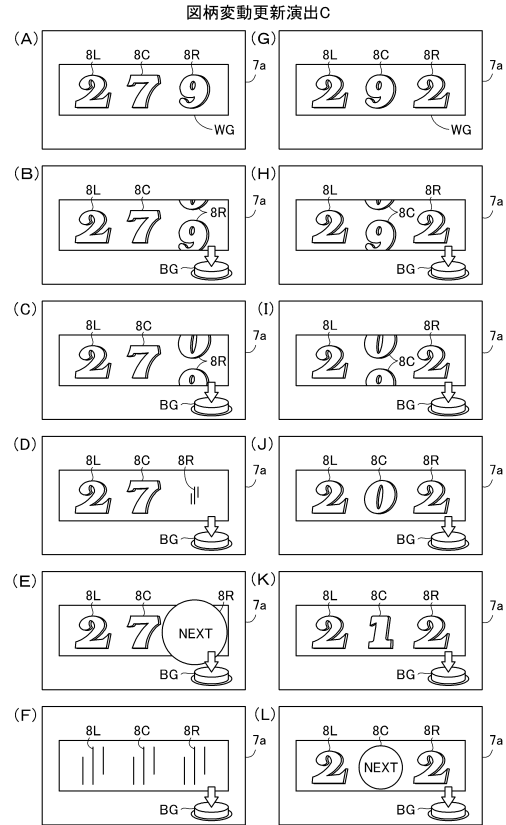 図柄変動更新演出C
(A)
8L 8C 8R
7a
2 7 9
WG
(B)
8L 8C
7a
2 7 9
8R
BG
(C)
8L 8C
7a
2 7 0
8R
BG
(D)
8L 8C 8R
7a
2 7
BG
(E)
8L 8C 8R
7a
2 7 NEXT
BG
(F)
8L 8C 8R
7a
BG
(G)
8L 8C 8R
7a
2 9 2
WG
(H)
8L 8R
7a
2 9 2
8C
BG
(I)
8L 8R
7a
2 0 2
8C
BG
(J)
8L 8C 8R
7a
2 0 2
BG
(K)
8L 8C 8R
7a
2 1 2
BG
(L)
8L 8C 8R
7a
2 NEXT 2
BG